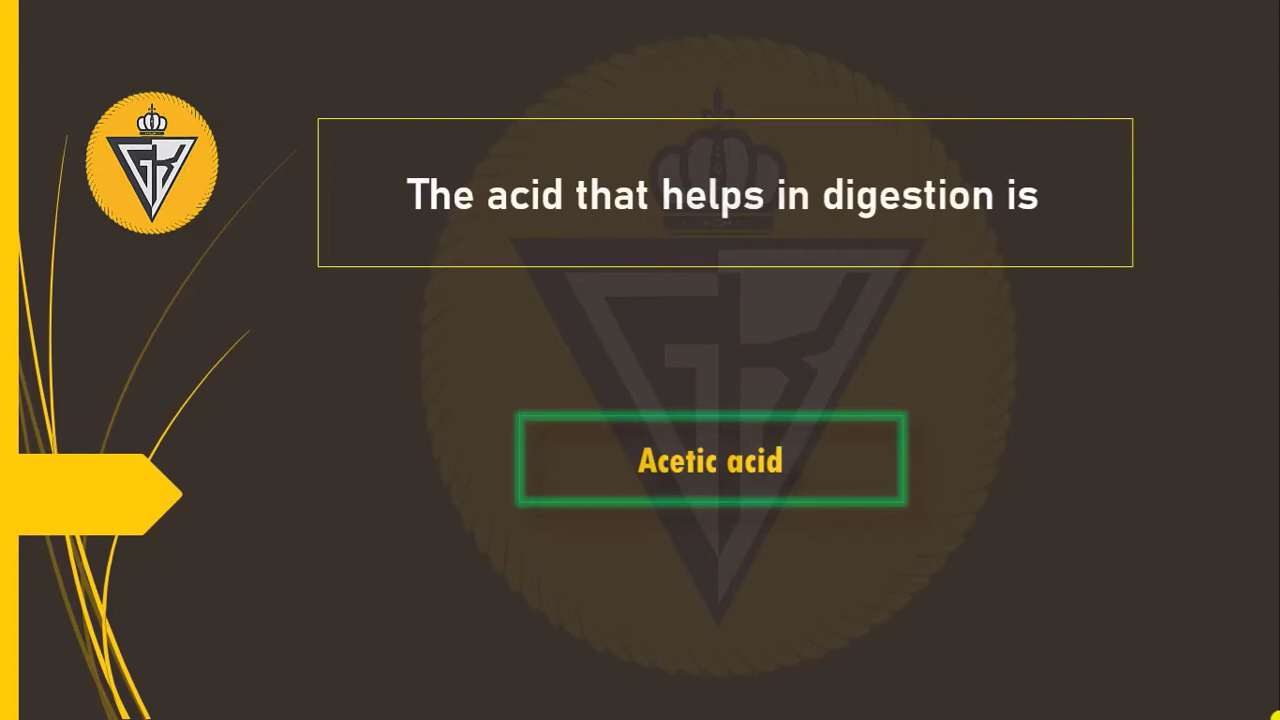 The acid that helps in digestion is
Acetic acid